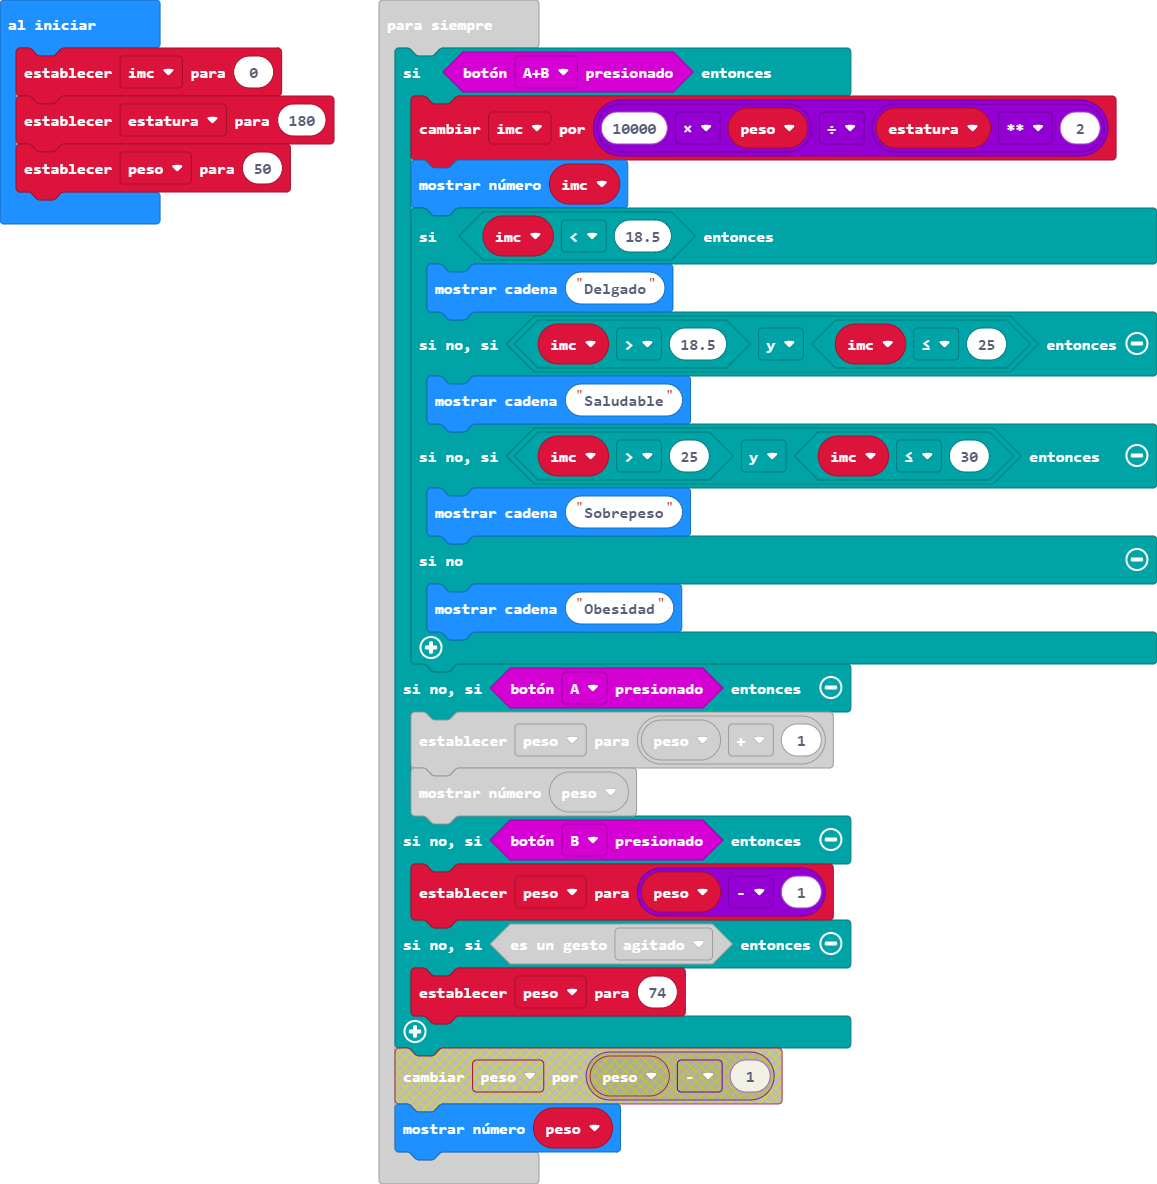 al iniciar
establecer imc para 0
establecer estatura para 180
establecer peso para 50
para siempre
si botón A+B presionado entonces
cambiar imc por 10000 × peso ÷ estatura ** 2
mostrar número imc
si imc < 18.5 entonces
mostrar cadena "Delgado"
si no, si imc > 18.5 y imc ≤ 25 entonces
mostrar cadena "Saludable"
si no, si imc > 25 y imc ≤ 30 entonces
mostrar cadena "Sobrepeso"
si no
mostrar cadena "Obesidad"
si no, si botón A presionado entonces
establecer peso para peso + 1
mostrar número peso
si no, si botón B presionado entonces
establecer peso para peso - 1
si no, si es un gesto agitado entonces
establecer peso para 74
cambiar peso por peso - 1
mostrar número peso